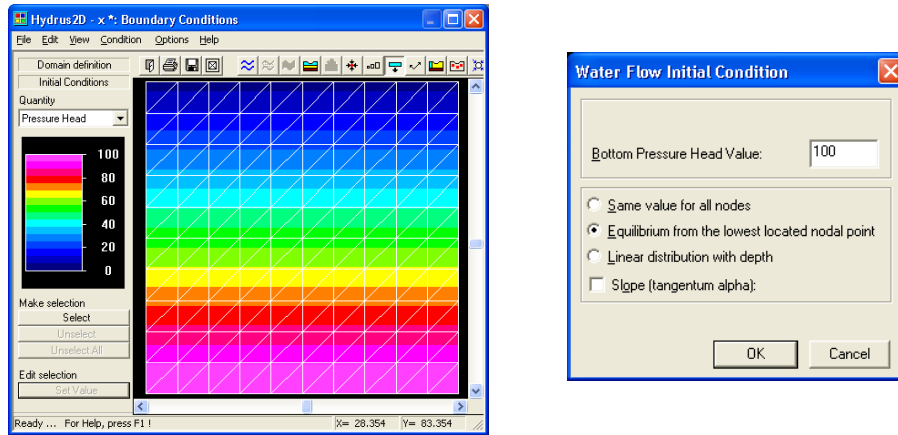 Hydrus2D - x *: Boundary Conditions
File Edit View Condition Options Help
Domain definition
Initial Conditions
Quantity
Pressure Head
100
80
60
40
20
0
Make selection
Select
Unselect
Unselect All
Edit selection
Set Value
Ready ... For Help, press F1 !
X= 28.354 Y= 83.354
Water Flow Initial Condition
Bottom Pressure Head Value: 100
Same value for all nodes
Equilibrium from the lowest located nodal point
Linear distribution with depth
Slope (tangentum alpha):
OK Cancel